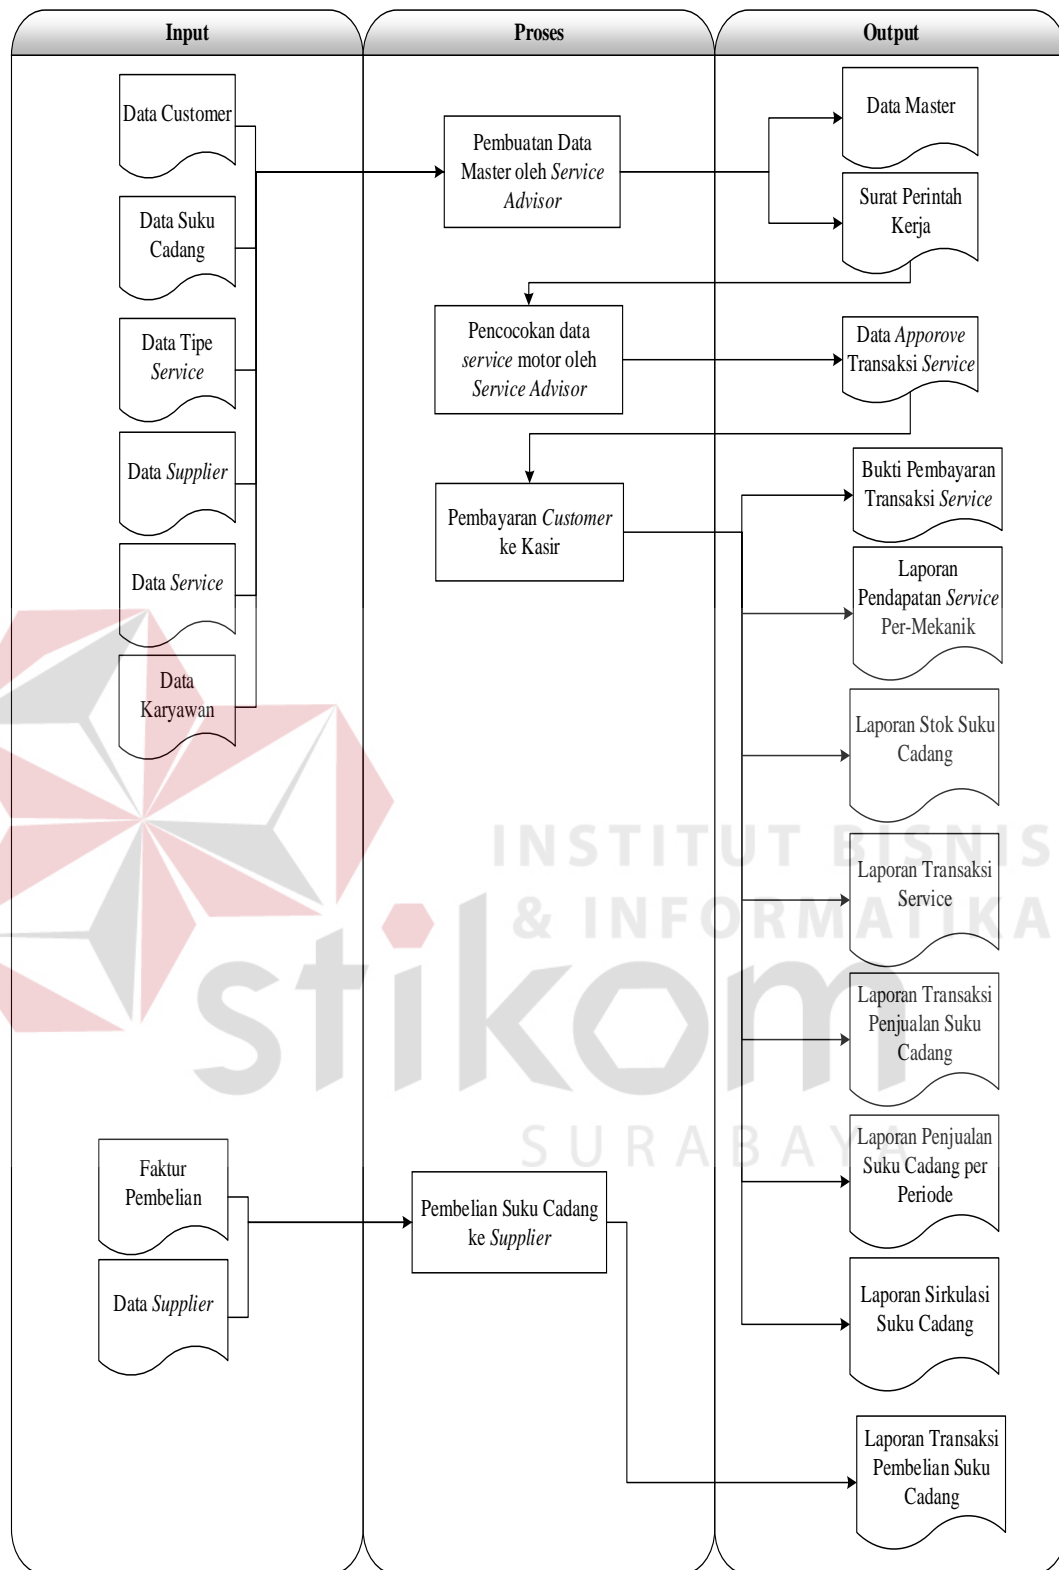 Input
Proses
Output
Data Customer
Data Suku
Cadang
Data Tipe
Service
Data Supplier
Data Service
Data
Karyawan
Faktur
Pembelian
Data Supplier
Pembuatan Data
Master oleh Service
Advisor
Pencocokan data
service motor oleh
Service Advisor
Pembayaran Customer
ke Kasir
Pembelian Suku Cadang
ke Supplier
Data Master
Surat Perintah
Kerja
Data Apporove
Transaksi Service
Bukti Pembayaran
Transaksi Service
Laporan
Pendapatan Service
Per-Mekanik
Laporan Stok Suku
Cadang
Laporan Transaksi
Service
Laporan Transaksi
Penjualan Suku
Cadang
Laporan Penjualan
Suku Cadang per
Periode
Laporan Sirkulasi
Suku Cadang
Laporan Transaksi
Pembelian Suku
Cadang
INSTITUT BISNIS
& INFORMATIKA
stikom
SURABAYA